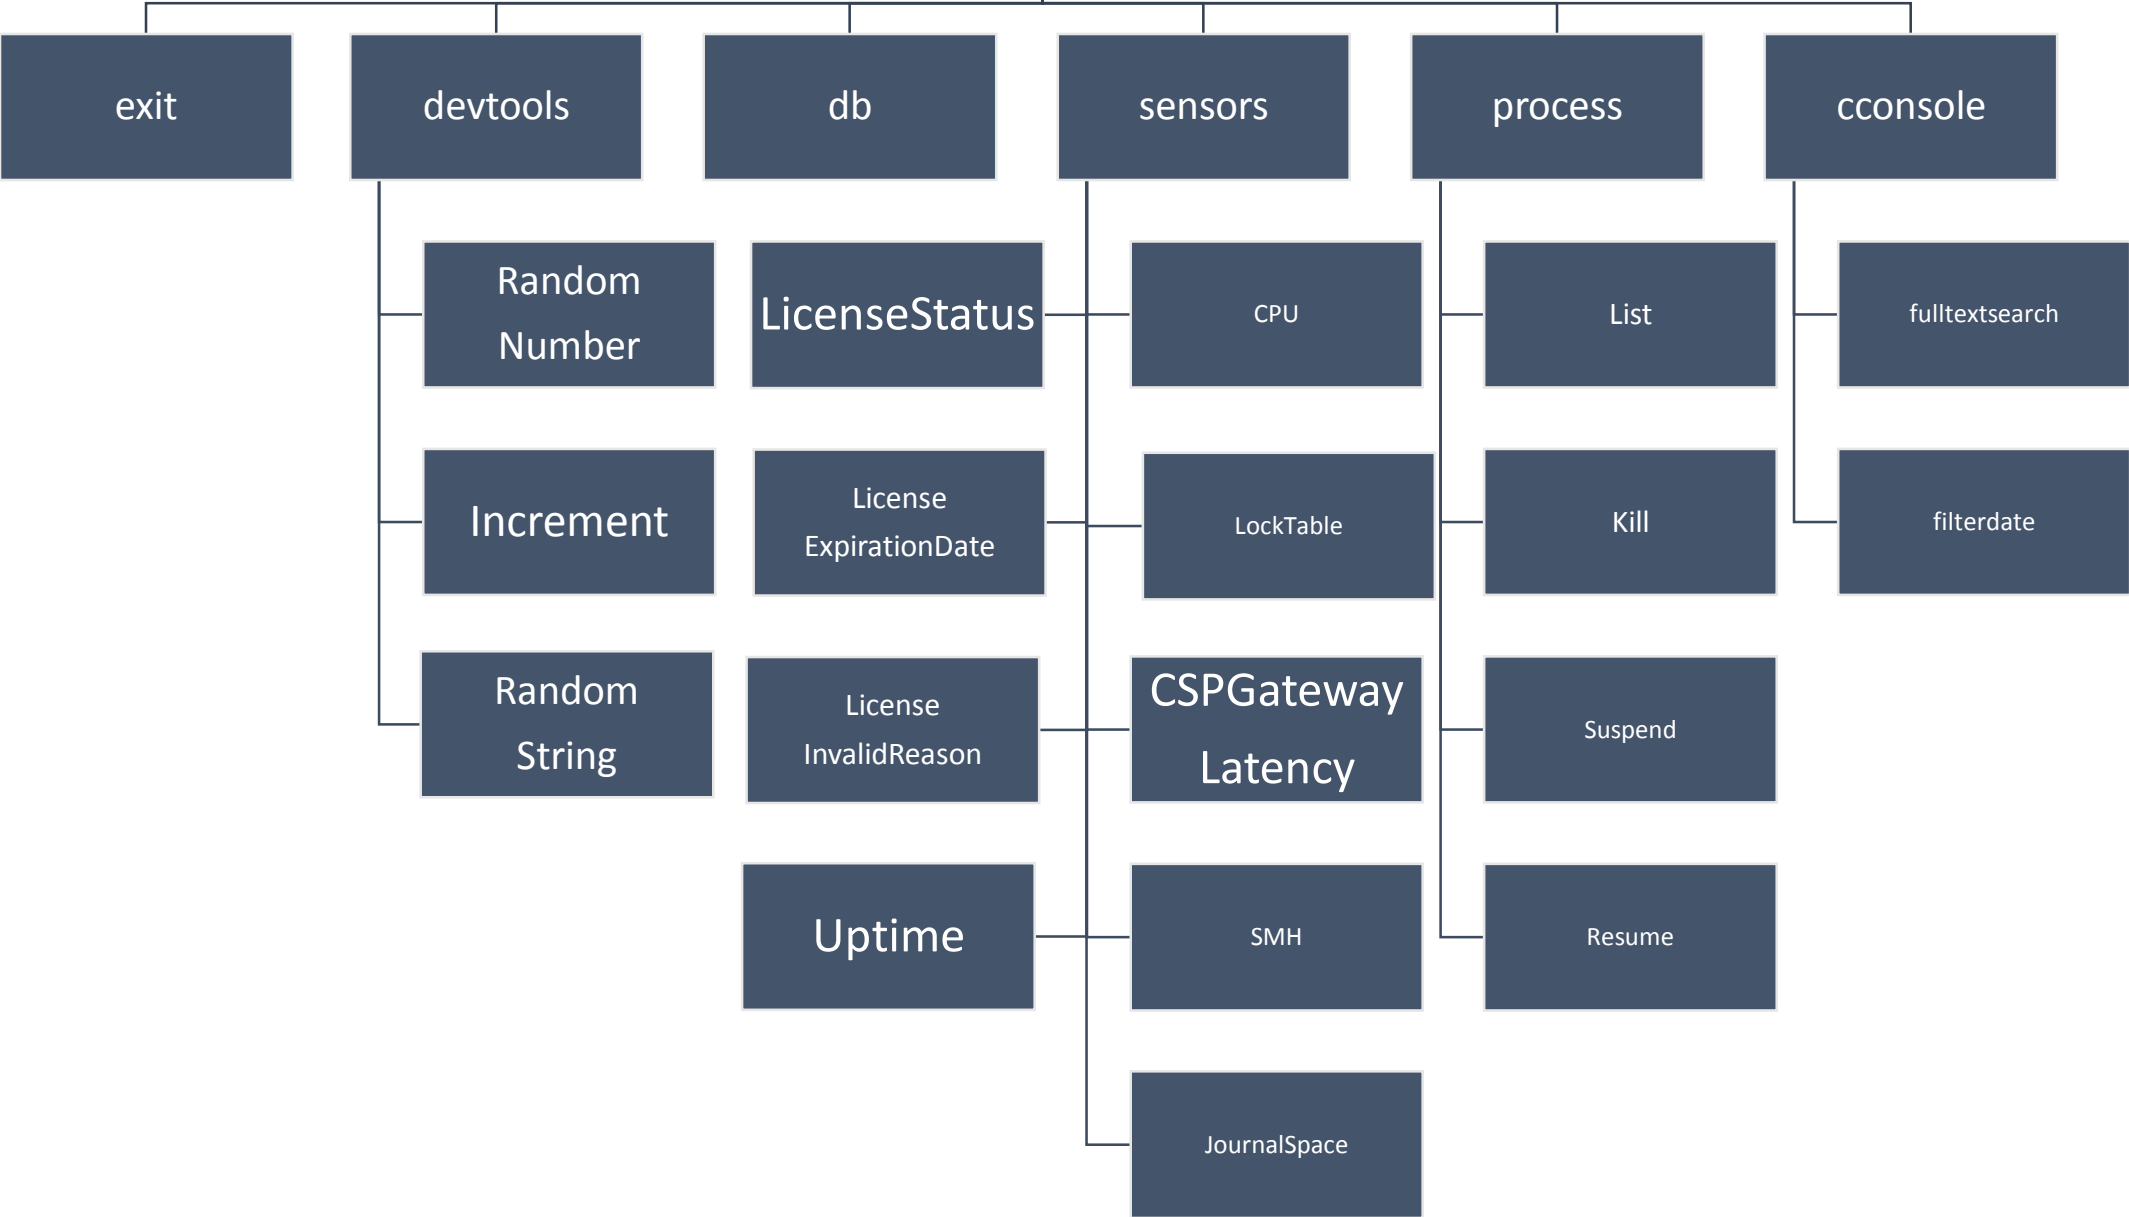 exit
devtools
db
sensors
process
cconsole
Random
Number
LicenseStatus
CPU
List
fulltextsearch
Increment
License
ExpirationDate
LockTable
Kill
filterdate
Random
String
License
InvalidReason
CSPGateway
Latency
Suspend
Uptime
SMH
Resume
JournalSpace